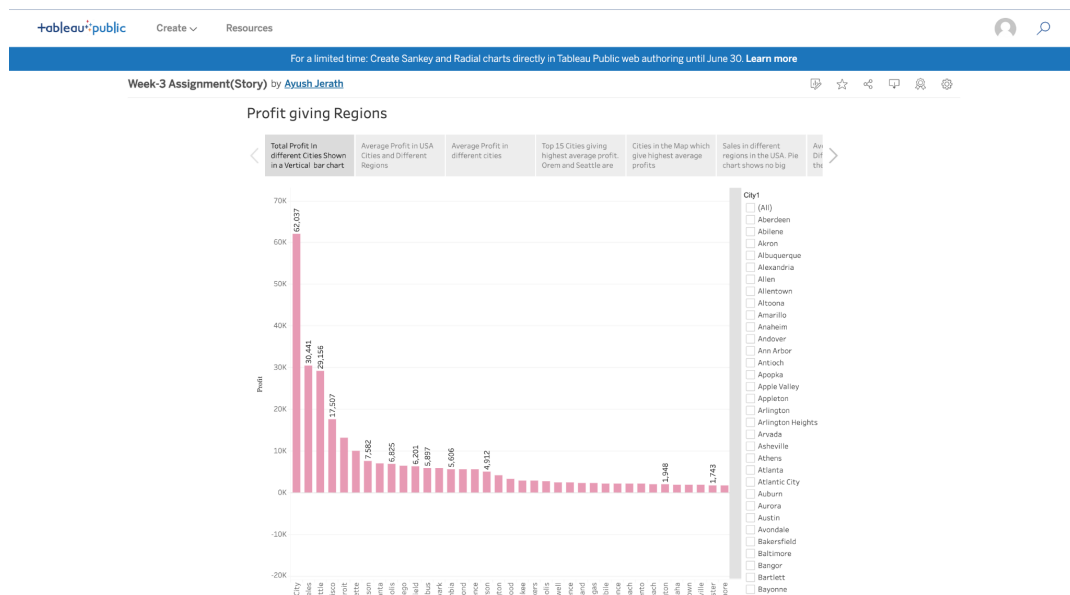 +ableau public
Create
Resources
For a limited time: Create Sankey and Radial charts directly in Tableau Public web authoring until June 30. Learn more
Week-3 Assignment(Story) by Ayush Jerath
Profit giving Regions
Total Profit in
different Cities Shown
in a Vertical bar chart
Average Profit in USA
Cities and Different
Regions
Average Profit in
different cities
Top 15 Cities giving
highest average profit.
Orem and Seattle are
Cities in the Map which
give highest average
profits
Sales in different
regions in the USA. Pie
chart shows no big
70K
60K
50K
40K
30K
20K
10K
0K
-10K
-20K
Profit
62,037
30,441
29,156
17,507
7,582
6,825
6,201
5,897
5,606
4,912
1,948
1,743
City
City1
(All)
Aberdeen
Abilene
Akron
Albuquerque
Alexandria
Allen
Allentown
Altoona
Amarillo
Anaheim
Andover
Ann Arbor
Antioch
Apopka
Apple Valley
Appleton
Arlington
Arlington Heights
Arvada
Asheville
Athens
Atlanta
Atlantic City
Auburn
Aurora
Austin
Avondale
Bakersfield
Baltimore
Bangor
Bartlett
Bayonne